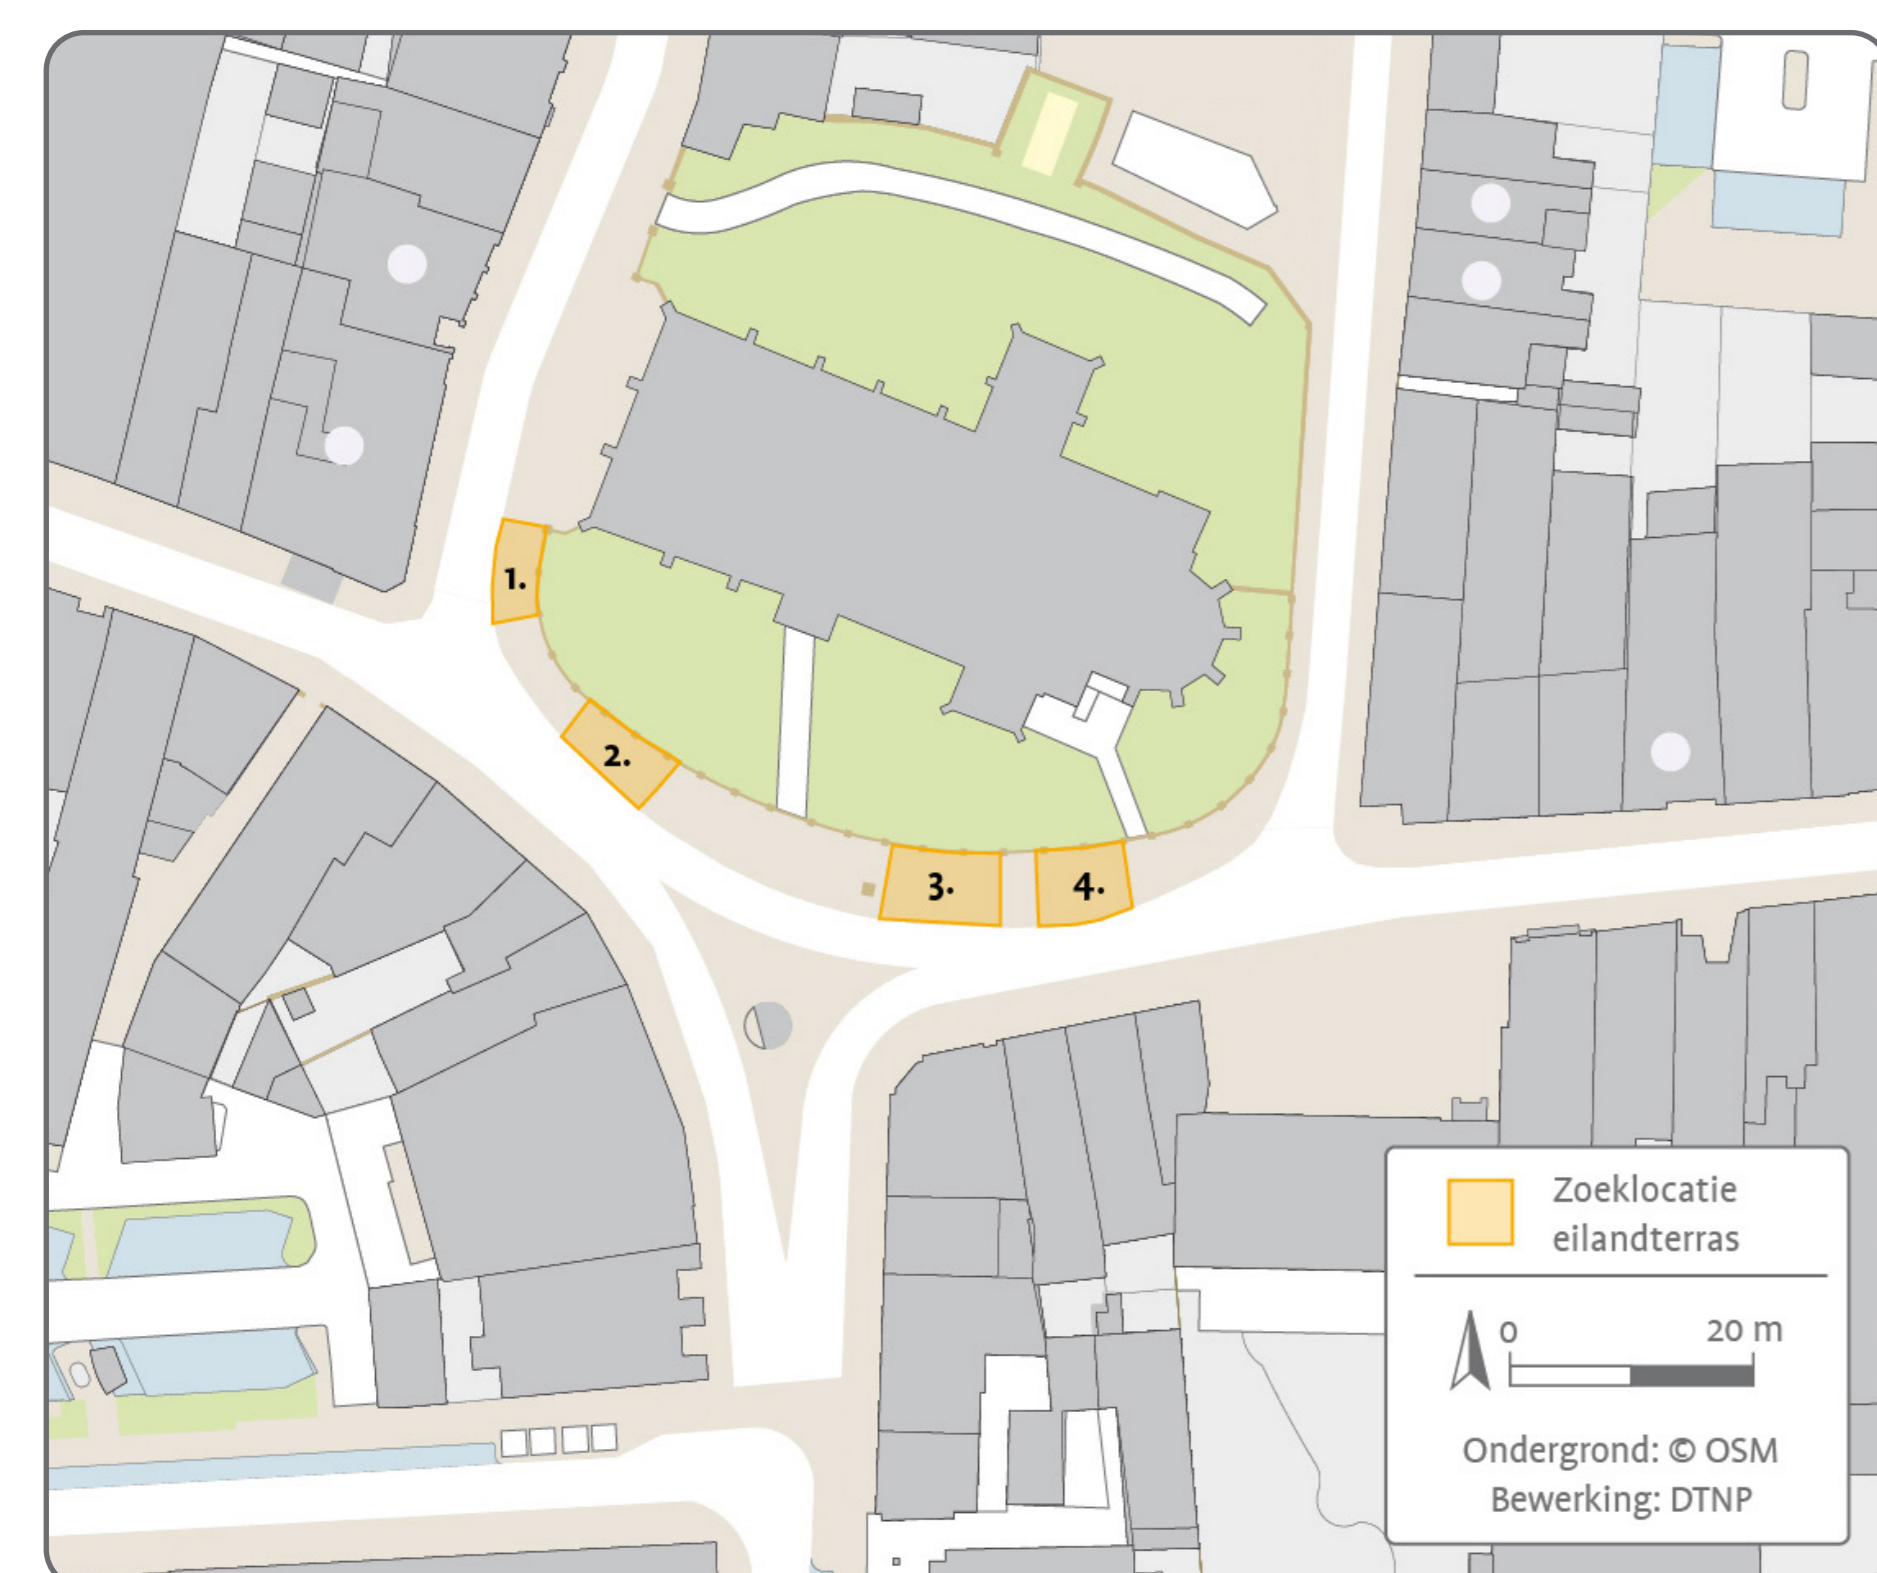 1.
2.
3.
4.
Zoeklocatie
eilandterras
0 20 m
Ondergrond: © OSM
Bewerking: DTNP